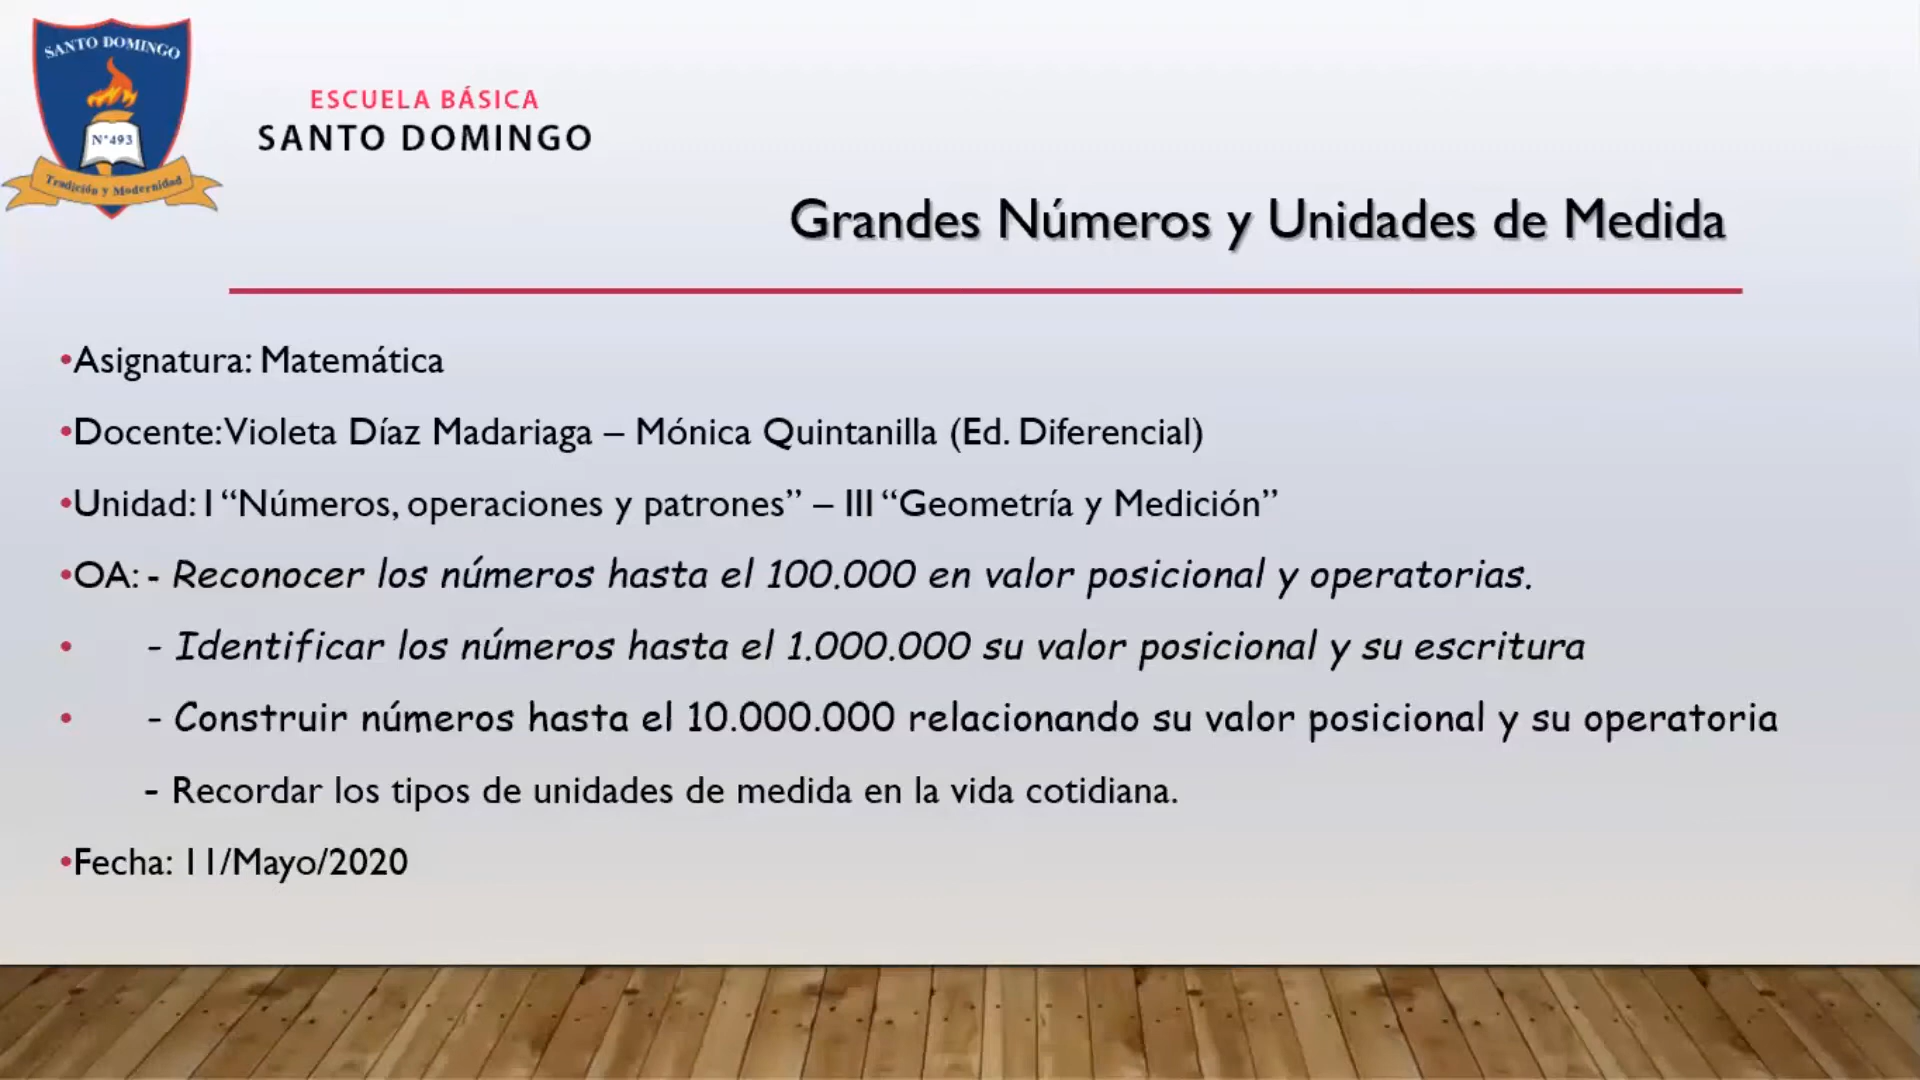 SANTO DOMINGO
N°493
Tradición y Modernidad
ESCUELA BÁSICA
SANTO DOMINGO
Grandes Números y Unidades de Medida
•Asignatura: Matemática
•Docente: Violeta Díaz Madariaga – Mónica Quintanilla (Ed. Diferencial)
•Unidad: I “Números, operaciones y patrones” – III “Geometría y Medición”
•OA: - Reconocer los números hasta el 100.000 en valor posicional y operatorias.
• - Identificar los números hasta el 1.000.000 su valor posicional y su escritura
• - Construir números hasta el 10.000.000 relacionando su valor posicional y su operatoria
- Recordar los tipos de unidades de medida en la vida cotidiana.
•Fecha: 11/Mayo/2020